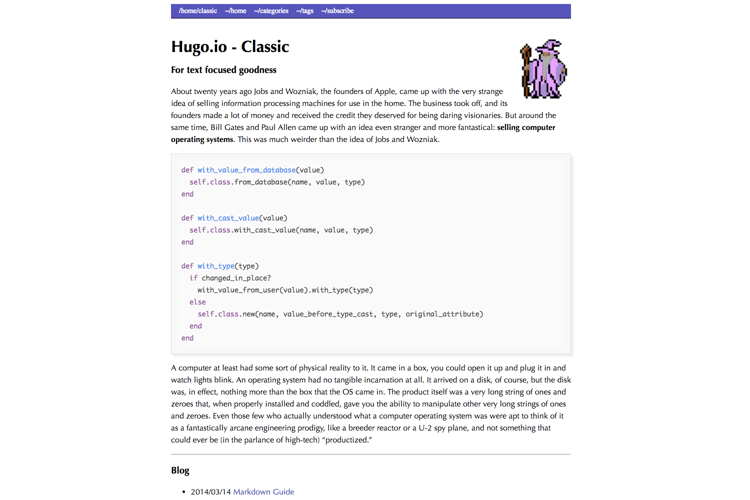 /home/classic ~/home ~/categories ~/tags ~/subscribe
Hugo.io - Classic
For text focused goodness
About twenty years ago Jobs and Wozniak, the founders of Apple, came up with the very strange
idea of selling information processing machines for use in the home. The business took off, and its
founders made a lot of money and received the credit they deserved for being daring visionaries. But around the
same time, Bill Gates and Paul Allen came up with an idea even stranger and more fantastical: selling computer
operating systems. This was much weirder than the idea of Jobs and Wozniak.
def with_value_from_database(value)
  self.class.from_database(name, value, type)
end
def with_cast_value(value)
  self.class.with_cast_value(name, value, type)
end
def with_type(type)
  if changed_in_place?
    with_value_from_user(value).with_type(type)
  else
    self.class.new(name, value_before_type_cast, type, original_attribute)
  end
end
A computer at least had some sort of physical reality to it. It came in a box, you could open it up and plug it in and
watch lights blink. An operating system had no tangible incarnation at all. It arrived on a disk, of course, but the disk
was, in effect, nothing more than the box that the OS came in. The product itself was a very long string of ones and
zeroes that, when properly installed and coddled, gave you the ability to manipulate other very long strings of ones
and zeroes. Even those few who actually understood what a computer operating system was were apt to think of it
as a fantastically arcane engineering prodigy, like a breeder reactor or a U-2 spy plane, and not something that
could ever be (in the parlance of high-tech) “productized.”
Blog
• 2014/03/14 Markdown Guide